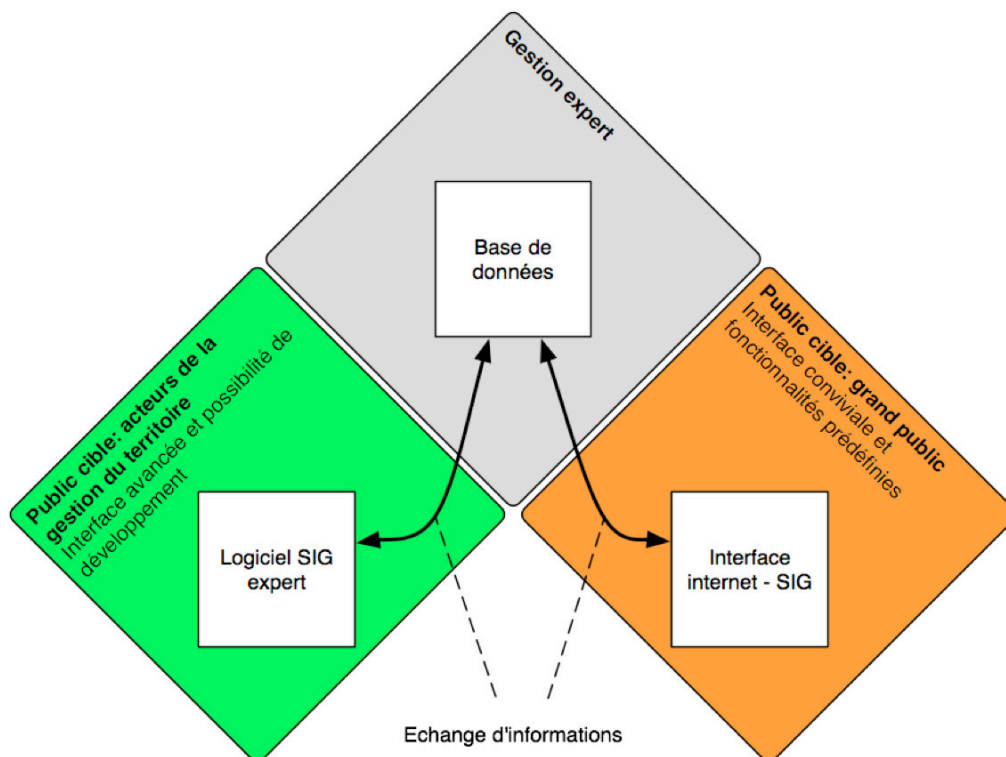 Gestion expert
Base de
données
Public cible: acteurs de la
gestion du territoire
Interface avancée et possibilité de
développement
Logiciel SIG
expert
Public cible: grand public
Interface conviviale et
fonctionnalités prédéfinies
Interface
internet - SIG
Echange d'informations